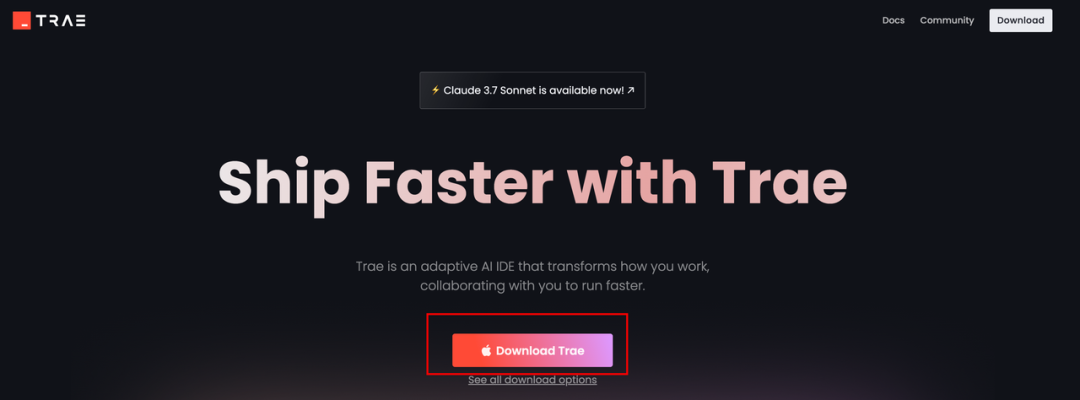 TRAE
Docs
Community
Download
⚡ Claude 3.7 Sonnet is available now! ↗
Ship Faster with Trae
Trae is an adaptive AI IDE that transforms how you work,
collaborating with you to run faster.
Download Trae
See all download options